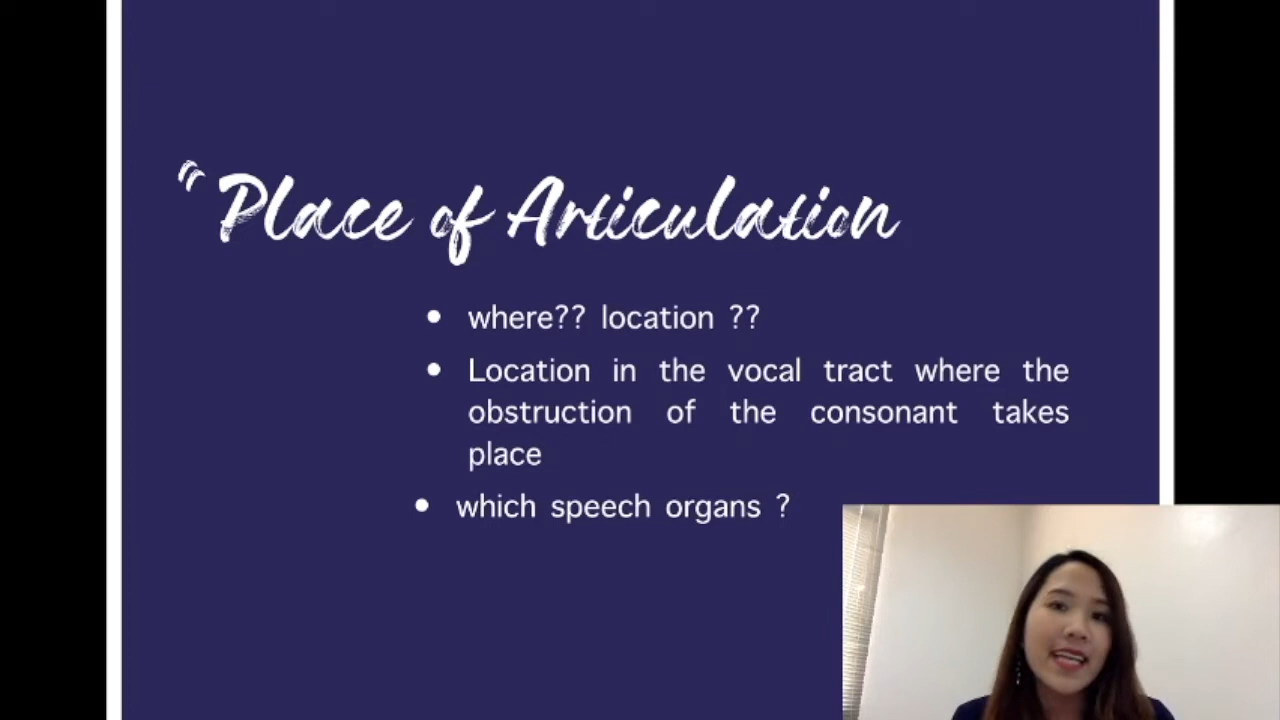 Place of Articulation
• where?? location ??
• Location in the vocal tract where the
obstruction of the consonant takes
place
• which speech organs ?